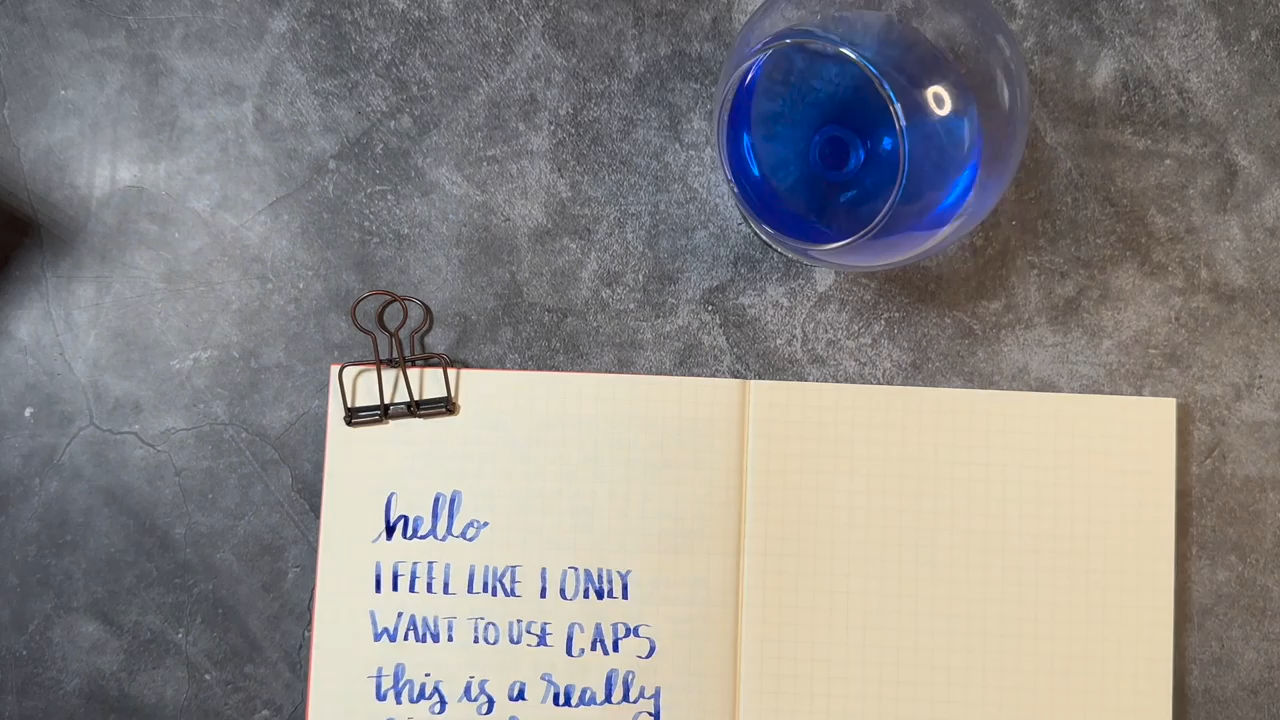 hello
I FEEL LIKE I ONLY
WANT TO USE CAPS
this is a really